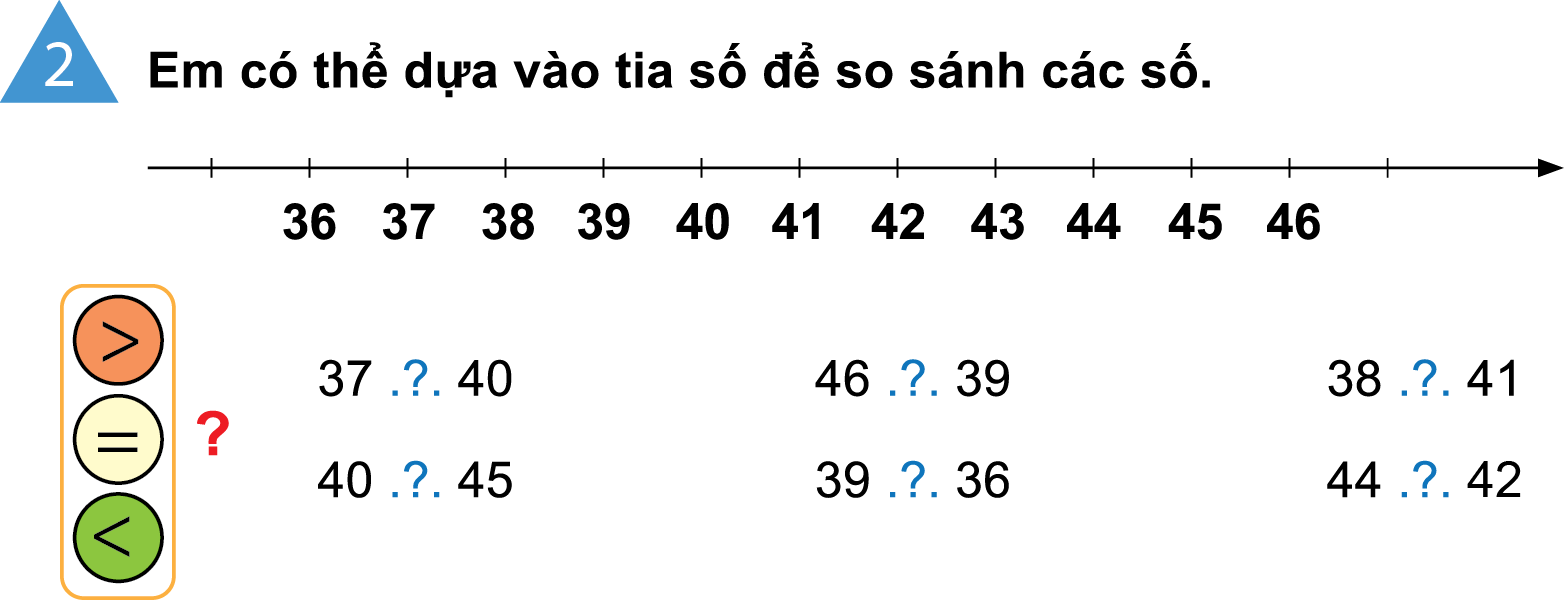 2
Em có thể dựa vào tia số để so sánh các số.
36 37 38 39 40 41 42 43 44 45 46
>
=
<
?
37 .?. 40 46 .?. 39 38 .?. 41
40 .?. 45 39 .?. 36 44 .?. 42